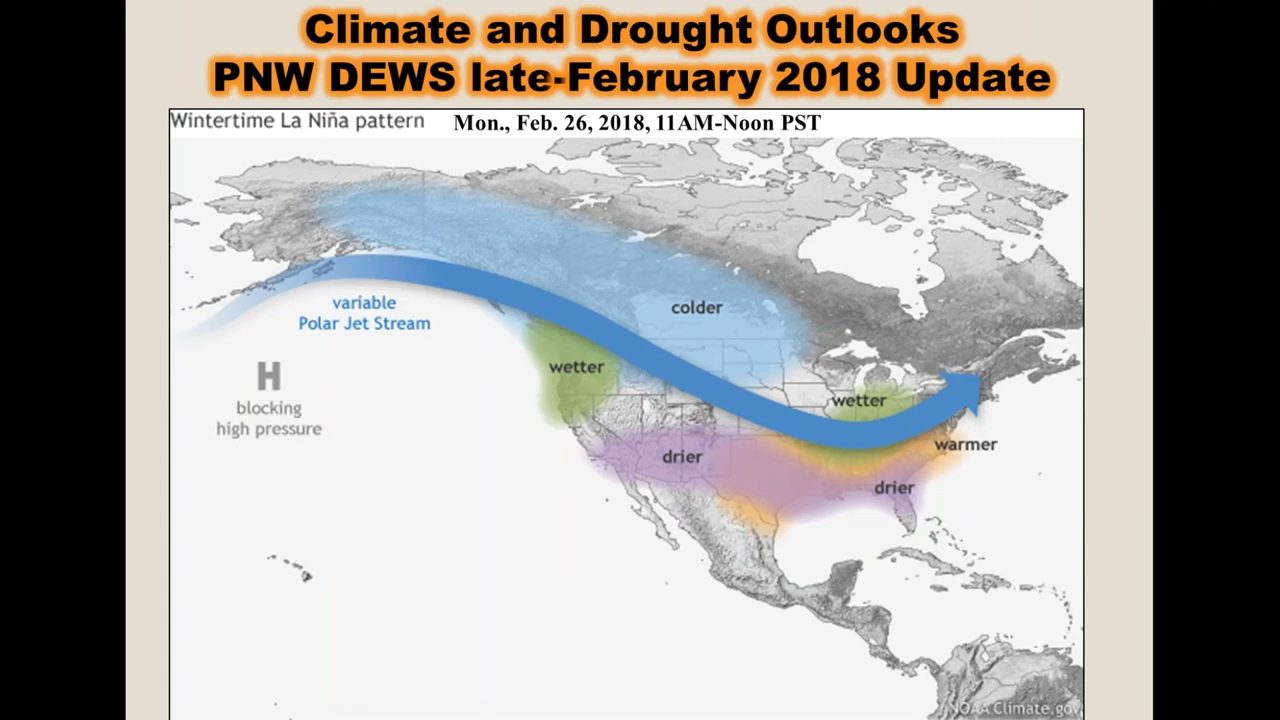 Climate and Drought Outlooks
PNW DEWS late-February 2018 Update
Wintertime La Niña pattern
Mon., Feb. 26, 2018, 11AM-Noon PST
variable
Polar Jet Stream
colder
H
blocking
high pressure
wetter
wetter
warmer
drier
drier
NOAA Climate.gov